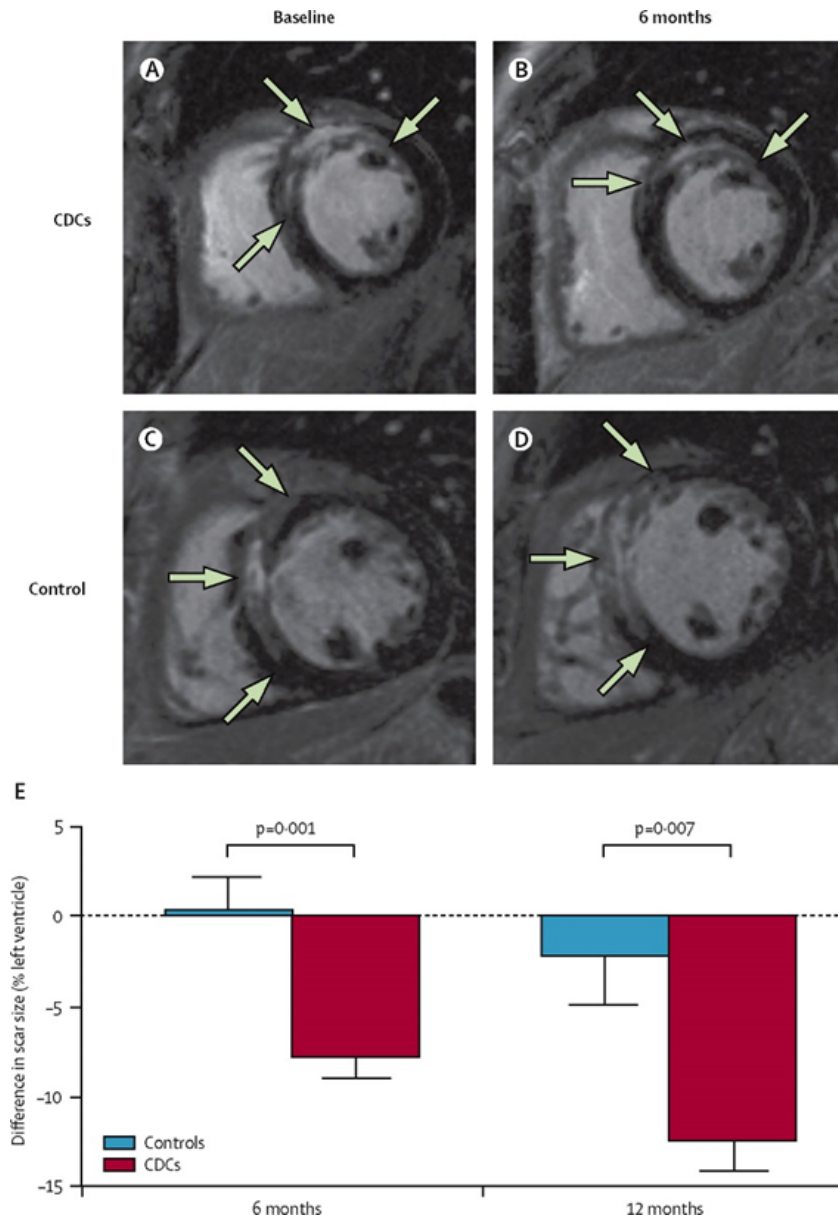 Baseline
6 months
A
B
CDCs
C
D
Control
E
5
p=0·001
p=0·007
0
Difference in scar size (% left ventricle)
−5
−10
Controls
CDCs
−15
6 months
12 months